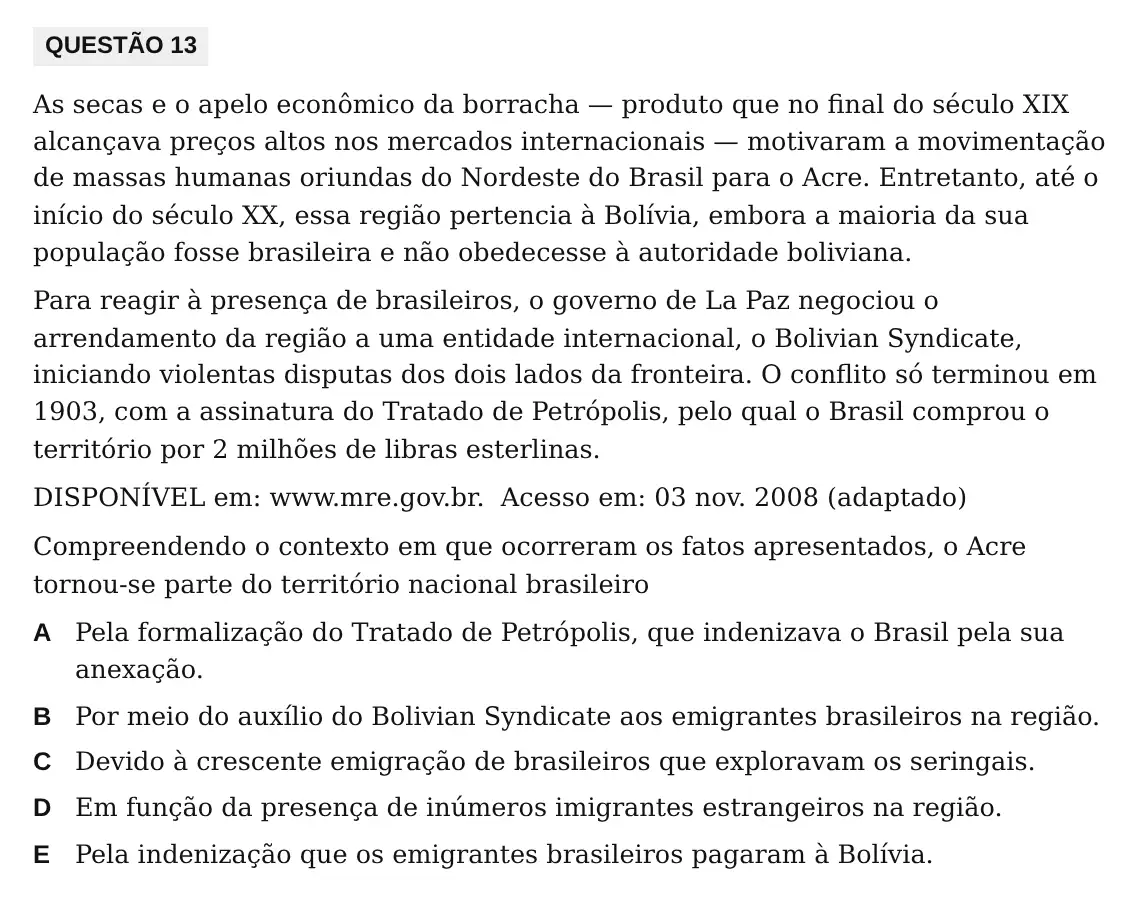 QUESTÃO 13
As secas e o apelo econômico da borracha — produto que no final do século XIX
alcançava preços altos nos mercados internacionais — motivaram a movimentação
de massas humanas oriundas do Nordeste do Brasil para o Acre. Entretanto, até o
início do século XX, essa região pertencia à Bolívia, embora a maioria da sua
população fosse brasileira e não obedecesse à autoridade boliviana.
Para reagir à presença de brasileiros, o governo de La Paz negociou o
arrendamento da região a uma entidade internacional, o Bolivian Syndicate,
iniciando violentas disputas dos dois lados da fronteira. O conflito só terminou em
1903, com a assinatura do Tratado de Petrópolis, pelo qual o Brasil comprou o
território por 2 milhões de libras esterlinas.
DISPONÍVEL em: www.mre.gov.br.  Acesso em: 03 nov. 2008 (adaptado)
Compreendendo o contexto em que ocorreram os fatos apresentados, o Acre
tornou-se parte do território nacional brasileiro
A Pela formalização do Tratado de Petrópolis, que indenizava o Brasil pela sua
anexação.
B Por meio do auxílio do Bolivian Syndicate aos emigrantes brasileiros na região.
C Devido à crescente emigração de brasileiros que exploravam os seringais.
D Em função da presença de inúmeros imigrantes estrangeiros na região.
E Pela indenização que os emigrantes brasileiros pagaram à Bolívia.